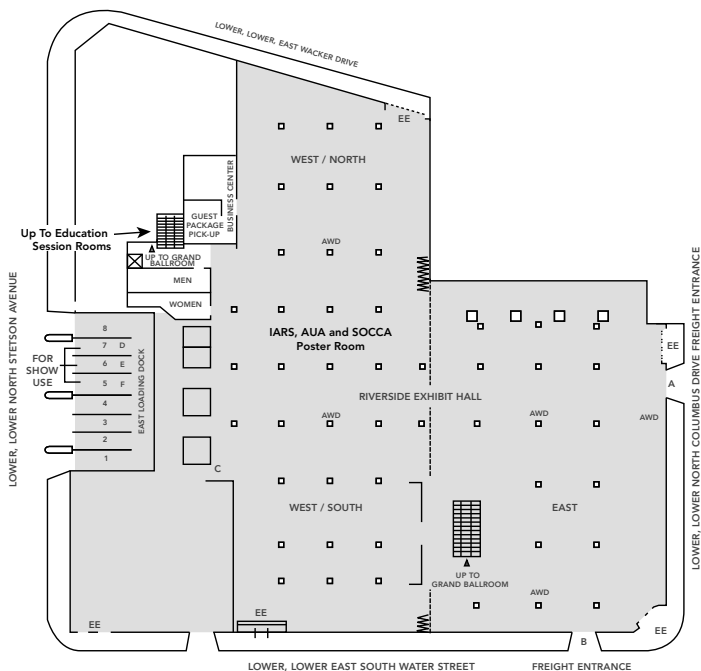 LOWER, LOWER, EAST WACKER DRIVE
EE
WEST / NORTH
BUSINESS CENTER
GUEST
PACKAGE
PICK-UP
Up To Education
Session Rooms
UP TO GRAND
BALLROOM
AWD
MEN
WOMEN
LOWER, LOWER NORTH STETSON AVENUE
LOWER, LOWER NORTH COLUMBUS DRIVE FREIGHT ENTRANCE
IARS, AUA and SOCCA
Poster Room
8
7 D
6 E
5 F
4
3
2
1
FOR
SHOW
USE
EAST LOADING DOCK
EE
A
RIVERSIDE EXHIBIT HALL
AWD
AWD
AWD
C
WEST / SOUTH
EAST
UP TO
GRAND BALLROOM
AWD
EE
EE
EE
B
LOWER, LOWER EAST SOUTH WATER STREET
FREIGHT ENTRANCE